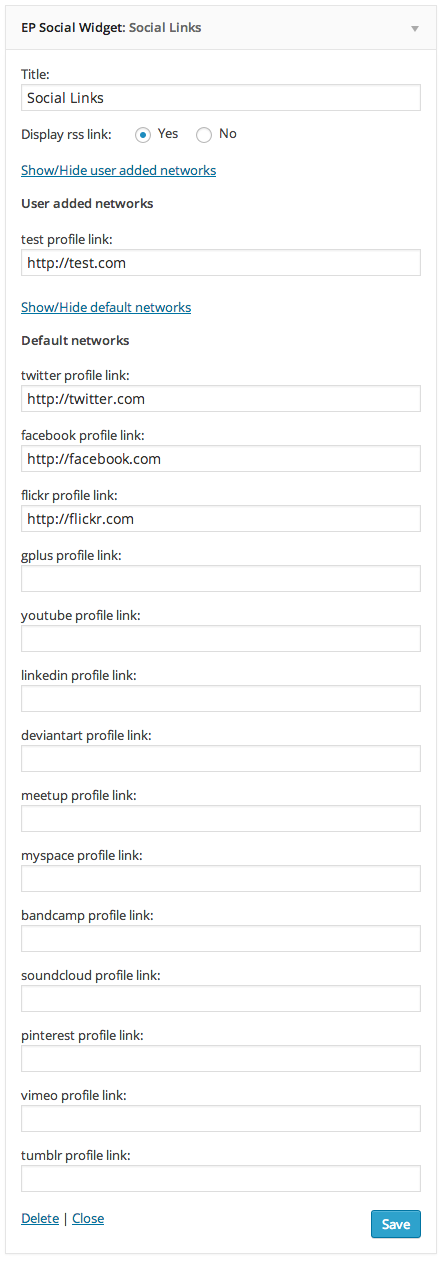 EP Social Widget: Social Links
Title:
Social Links
Display rss link: Yes No
Show/Hide user added networks
User added networks
test profile link:
http://test.com
Show/Hide default networks
Default networks
twitter profile link:
http://twitter.com
facebook profile link:
http://facebook.com
flickr profile link:
http://flickr.com
gplus profile link:
youtube profile link:
linkedin profile link:
deviantart profile link:
meetup profile link:
myspace profile link:
bandcamp profile link:
soundcloud profile link:
pinterest profile link:
vimeo profile link:
tumblr profile link:
Delete | Close Save